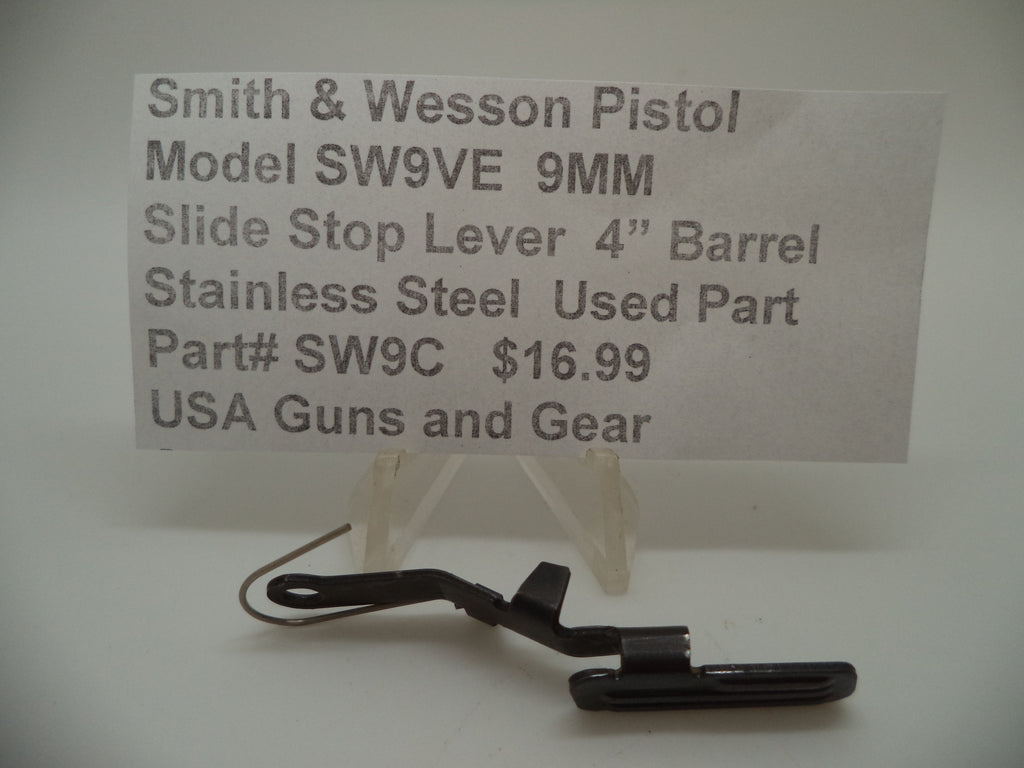 Smith & Wesson Pistol
Model SW9VE 9MM
Slide Stop Lever 4” Barrel
Stainless Steel Used Part
Part# SW9C $16.99
USA Guns and Gear